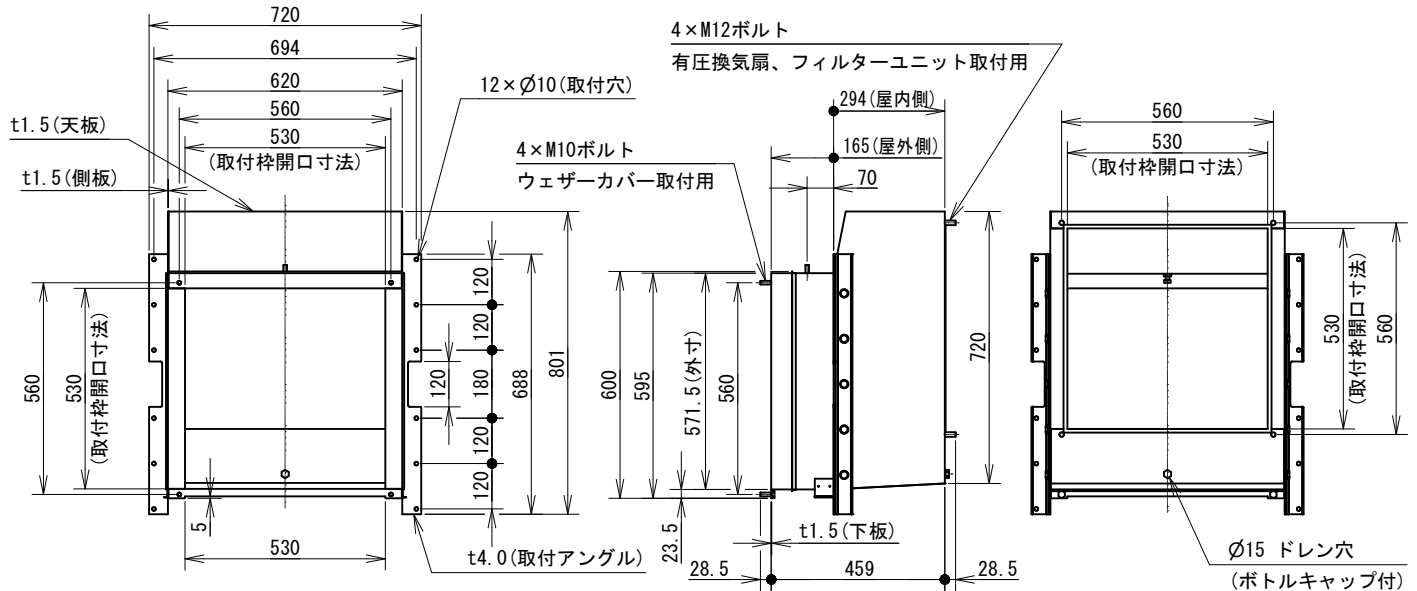 720
694
620
560
530
(取付枠開口寸法)
t1.5(天板)
t1.5(側板)
12×Ø10(取付穴)
560
530
(取付枠開口寸法)
120
120
180
120
120
120
688
801
5
530
t4.0(取付アングル)
4×M12ボルト
有圧換気扇、フィルターユニット取付用
294(屋内側)
165(屋外側)
70
4×M10ボルト
ウェザーカバー取付用
600
595
571.5(外寸)
560
720
23.5
t1.5(下板)
28.5
459
28.5
560
530
(取付枠開口寸法)
530
(取付枠開口寸法)
560
Ø15 ドレン穴
(ボトルキャップ付)